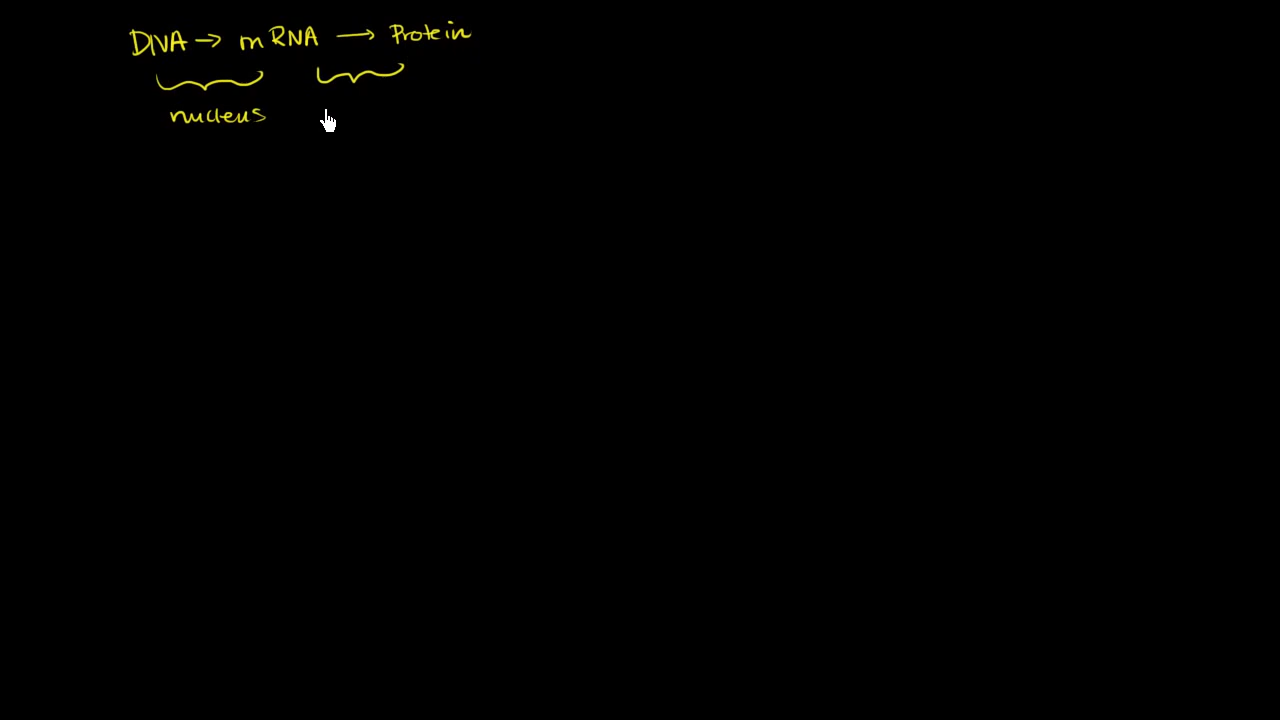 DNA → mRNA → Protein
nucleus